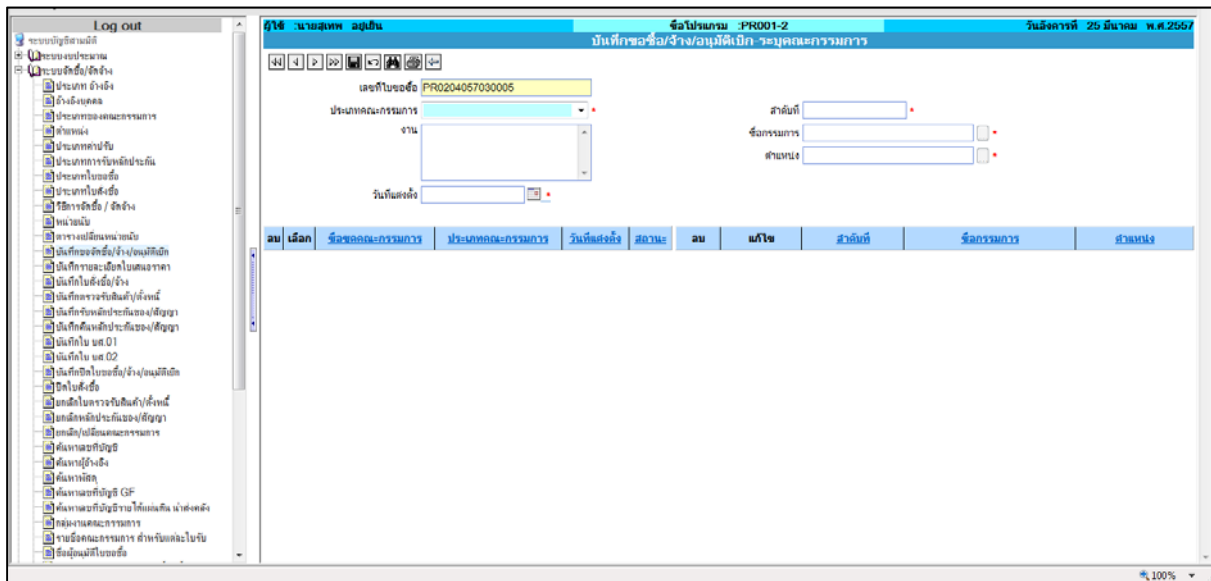 Log out
ระบบบัญชีสามมิติ
ระบบงบประมาณ
ระบบจัดซื้อ/จัดจ้าง
ประเภท อ้างอิง
อ้างอิงบุคคล
ประเภทของคณะกรรมการ
ตำแหน่ง
ประเภทค่าปรับ
ประเภทการรับหลักประกัน
ประเภทใบขอซื้อ
ประเภทใบสั่งซื้อ
วิธีการจัดซื้อ / จัดจ้าง
หน่วยนับ
ตารางเปลี่ยนหน่วยนับ
บันทึกขอจัดซื้อ/จ้าง/อนุมัติเบิก
บันทึกรายละเอียดใบเสนอราคา
บันทึกใบสั่งซื้อ/จ้าง
บันทึกตรวจรับสินค้า/ตั้งหนี้
บันทึกรับหลักประกันซอง/สัญญา
บันทึกคืนหลักประกันซอง/สัญญา
บันทึกใบ บศ.01
บันทึกใบ บศ.02
บันทึกปิดใบขอซื้อ/จ้าง/อนุมัติเบิก
ปิดใบสั่งซื้อ
ยกเลิกใบตรวจรับสินค้า/ตั้งหนี้
ยกเลิกหลักประกันซอง/สัญญา
ยกเลิก/เปลี่ยนคณะกรรมการ
ค้นหาเลขที่บัญชี
ค้นหาผู้อ้างอิง
ค้นหาพัสดุ
ค้นหาเลขที่บัญชี GF
ค้นหาเลขที่บัญชีรายได้แผ่นดิน นำส่งคลัง
กลุ่มงานคณะกรรมการ
รายชื่อคณะกรรมการ สำหรับแต่ละใบรับ
ชื่อผู้อนุมัติใบขอซื้อ
ผู้ใช้ :นายสุเทพ อยู่เย็น ชื่อโปรแกรม :PR001-2 วันอังคารที่ 25 มีนาคม พ.ศ.2557
บันทึกขอซื้อ/จ้าง/อนุมัติเบิก-ระบุคณะกรรมการ
เลขที่ใบขอซื้อ PR0204057030005
ประเภทคณะกรรมการ * ลำดับที่ *
งาน ชื่อกรรมการ *
ตำแหน่ง *
วันที่แต่งตั้ง *
ลบ เลือก ชื่อชุดคณะกรรมการ ประเภทคณะกรรมการ วันที่แต่งตั้ง สถานะ ลบ แก้ไข ลำดับที่ ชื่อกรรมการ ตำแหน่ง
100%